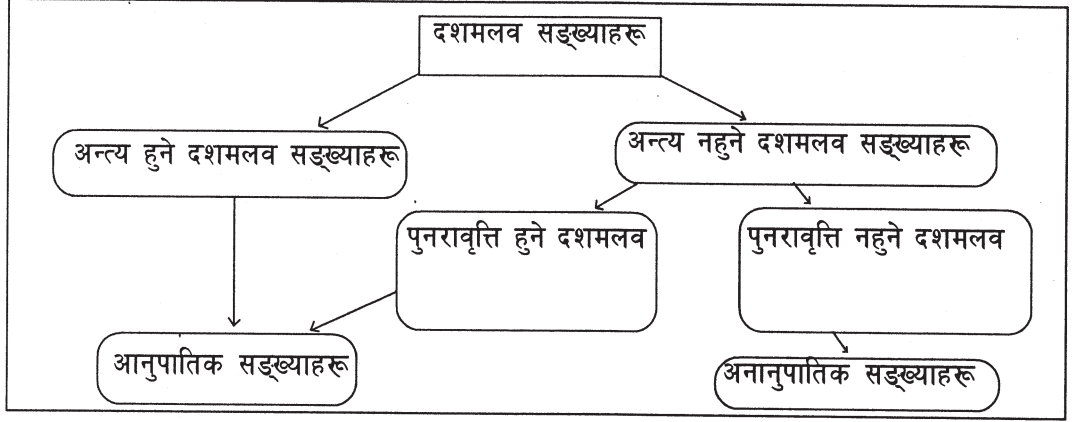 दशमलव सङ्ख्याहरू
अन्त्य हुने दशमलव सङ्ख्याहरू
अन्त्य नहुने दशमलव सङ्ख्याहरू
पुनरावृत्ति हुने दशमलव
पुनरावृत्ति नहुने दशमलव
आनुपातिक सङ्ख्याहरू
अनानुपातिक सङ्ख्याहरू